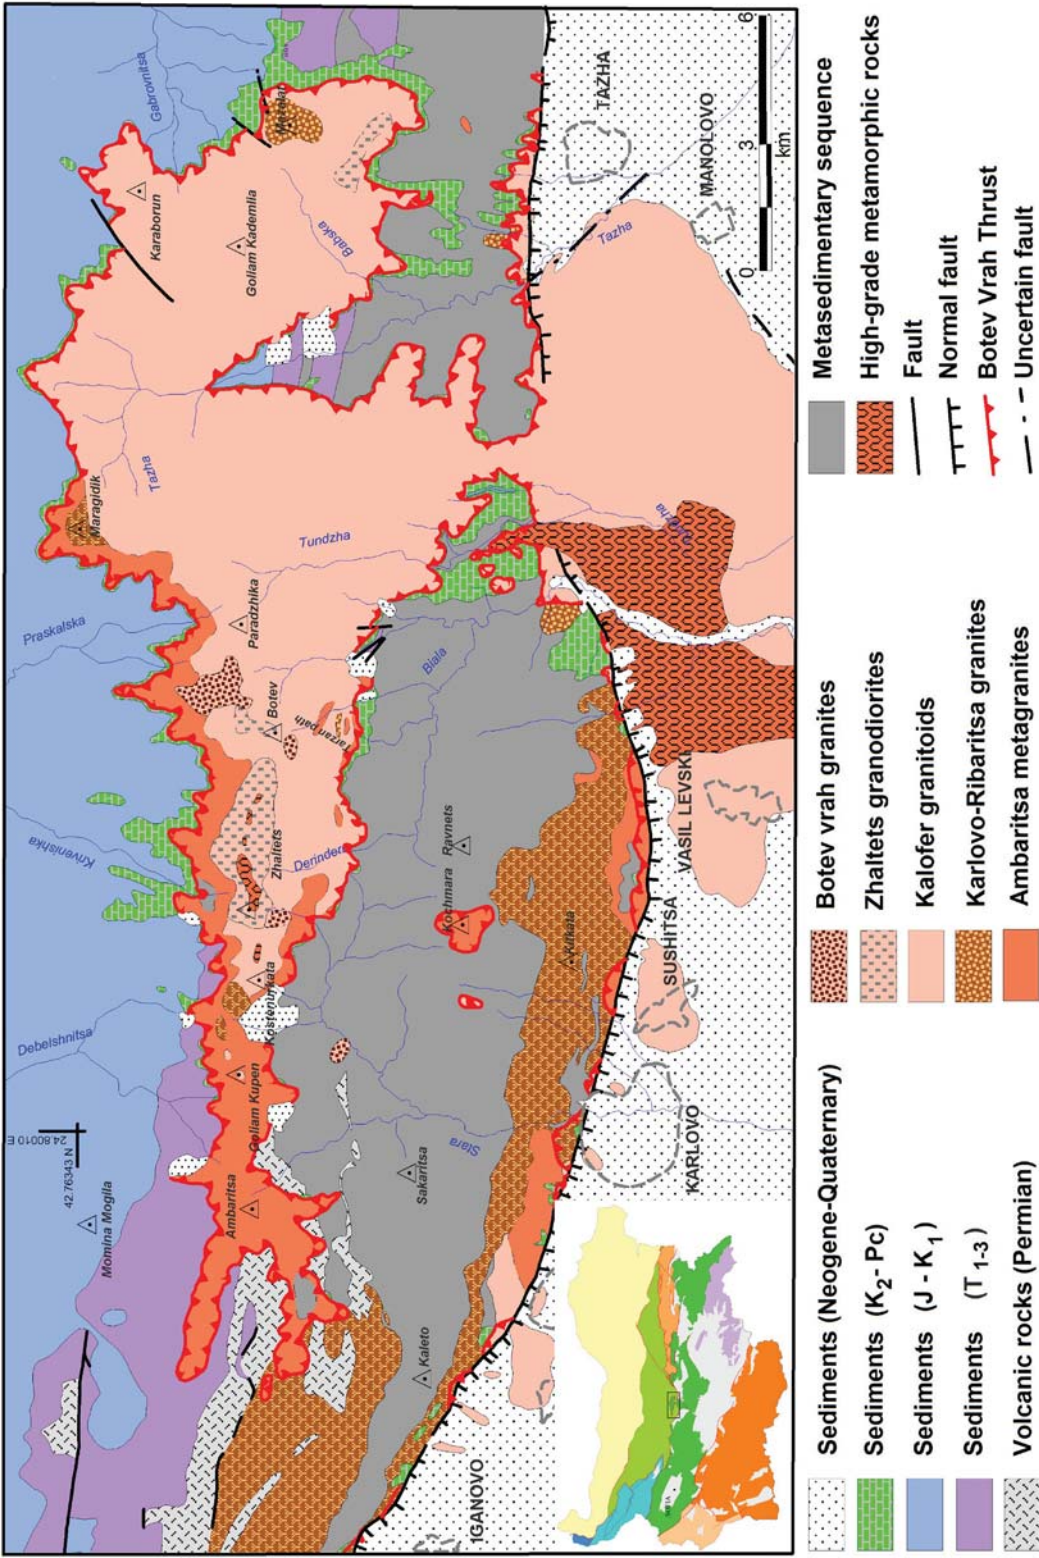 Gabrovnitsa
Karaborun
Goliam Kademlia
Babska
TAZHA
MANOLOVO
Tazha
6
3
0
km
Maragidik
Tazha
Tundzha
Praskalska
Paradzhika
Botev
Tarzan path
Biala
Krivenishka
Zhaltets
Derindere
Ravnets
Kochmara
VASIL LEVSKI
Kitkata
SUSHITSA
Debelshnitsa
Kostenurkata
Goliam Kupen
24.80010 E
42.76343 N
Stara
KARLOVO
Momina Mogila
Ambaritsa
Sakaritsa
Kaleto
IGANOVO
Sediments (Neogene-Quaternary)
Sediments (K2- Pc)
Sediments (J - K1)
Sediments (T1-3)
Volcanic rocks (Permian)
Botev vrah granites
Zhaltets granodiorites
Kalofer granitoids
Karlovo-Ribaritsa granites
Ambaritsa metagranites
Metasedimentary sequence
High-grade metamorphic rocks
Fault
Normal fault
Botev Vrah Thrust
Uncertain fault